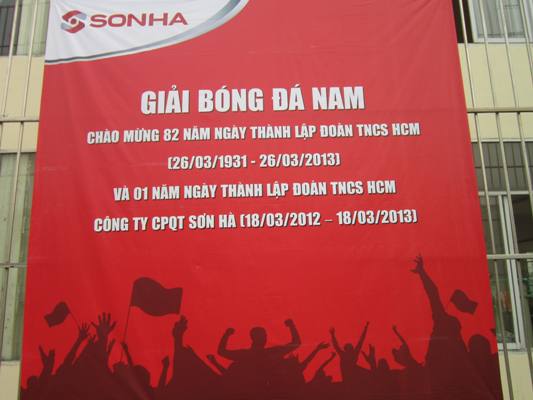 SONHA
GIẢI BÓNG ĐÁ NAM
CHÀO MỪNG 82 NĂM NGÀY THÀNH LẬP ĐOÀN TNCS HCM
(26/03/1931 - 26/03/2013)
VÀ 01 NĂM NGÀY THÀNH LẬP ĐOÀN TNCS HCM
CÔNG TY CPQT SƠN HÀ (18/03/2012 – 18/03/2013)